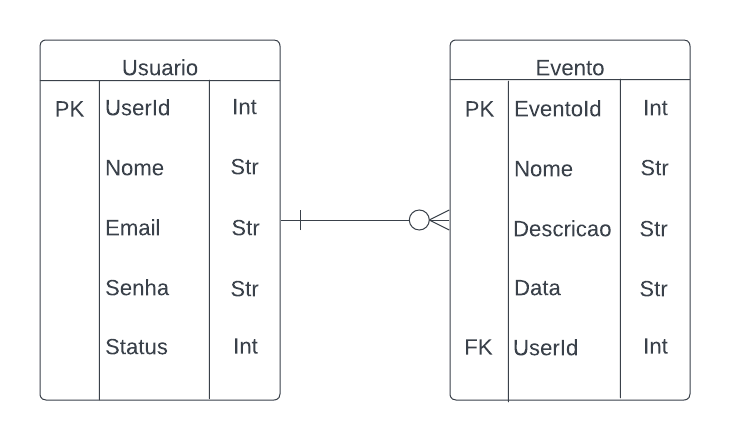 Usuario
PK UserId Int
Nome Str
Email Str
Senha Str
Status Int
Evento
PK EventoId Int
Nome Str
Descricao Str
Data Str
FK UserId Int